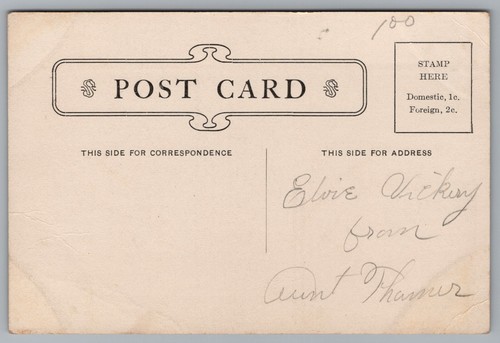 100
POST CARD
STAMP
HERE
Domestic, 1c.
Foreign, 2c.
THIS SIDE FOR CORRESPONDENCE
THIS SIDE FOR ADDRESS
Elvie Vickery
from
Aunt